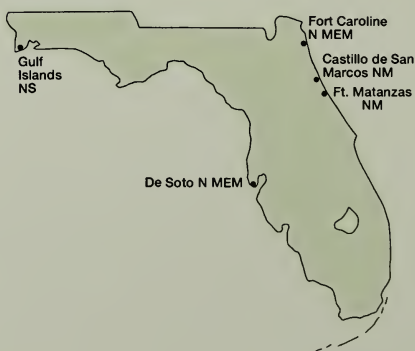 Fort Caroline
N MEM
Castillo de San
Marcos NM
Ft. Matanzas
NM
Gulf
Islands
NS
De Soto N MEM